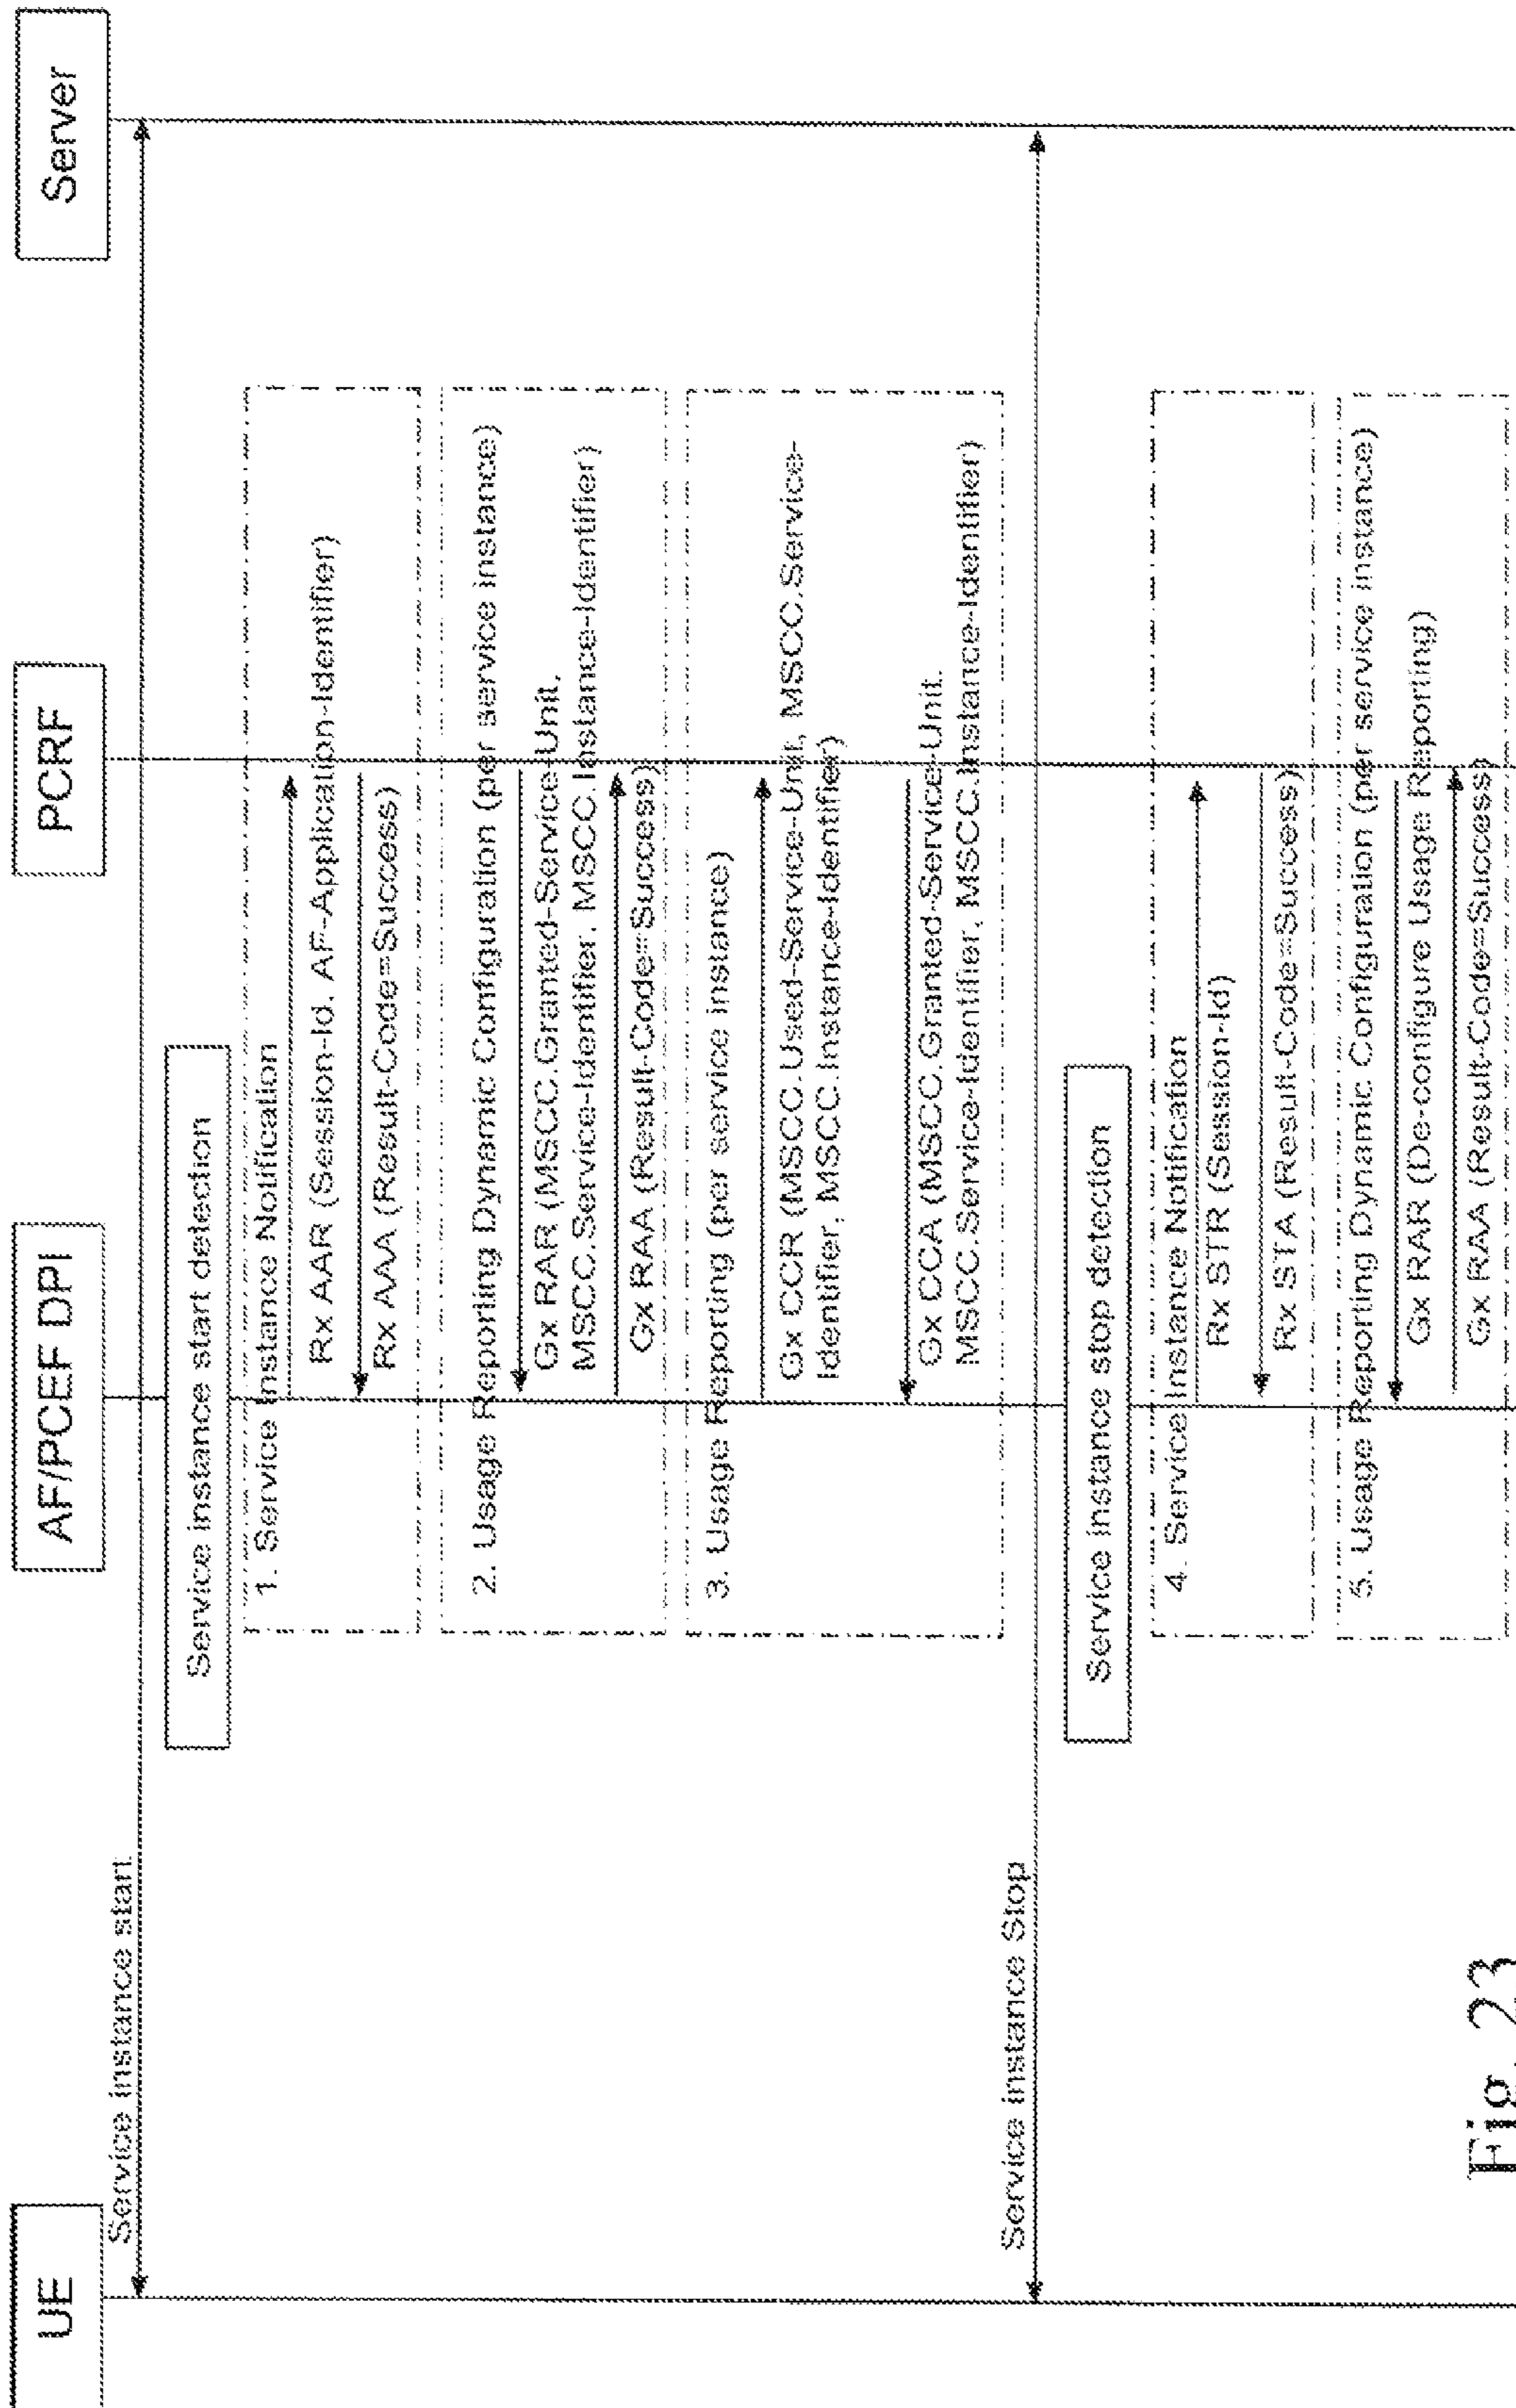 UE
AF/PCEF DPI
PCRF
Server
Service instance start
Service instance start detection
1. Service Instance Notification
Rx AAR (Session-Id, AF-Application-Identifier)
Rx AAA (Result-Code=Success)
2. Usage Reporting Dynamic Configuration (per service instance)
Gx RAR (MSCC.Granted-Service-Unit,
MSCC.Service-Identifier, MSCC.Instance-Identifier)
Gx RAA (Result-Code=Success)
3. Usage Reporting (per service instance)
Gx CCR (MSCC.Used-Service-Unit, MSCC.Service-
Identifier, MSCC.Instance-Identifier)
Gx CCA (MSCC.Granted-Service-Unit.
MSCC.Service-Identifier, MSCC.Instance-Identifier)
Service instance Stop
Service instance stop detection
4. Service Instance Notification
Rx STR (Session-Id)
Rx STA (Result-Code=Success)
5. Usage Reporting Dynamic Configuration (per service instance)
Gx RAR (De-configure Usage Reporting)
Gx RAA (Result-Code=Success)
Fig. 23